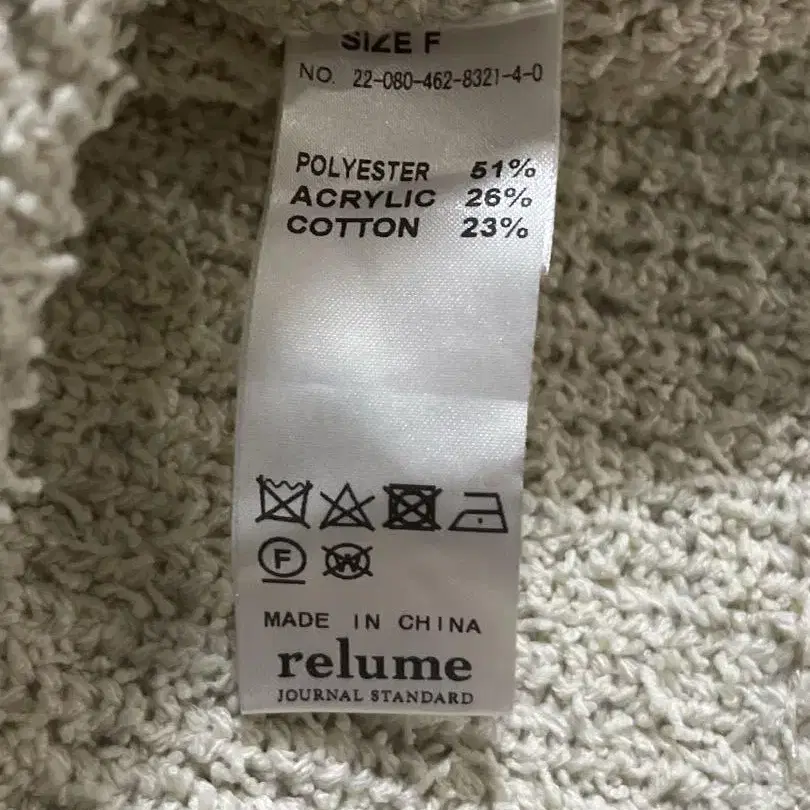 SIZE F
NO. 22-080-462-8321-4-0
POLYESTER 51%
ACRYLIC 26%
COTTON 23%
F W
MADE IN CHINA
relume
JOURNAL STANDARD